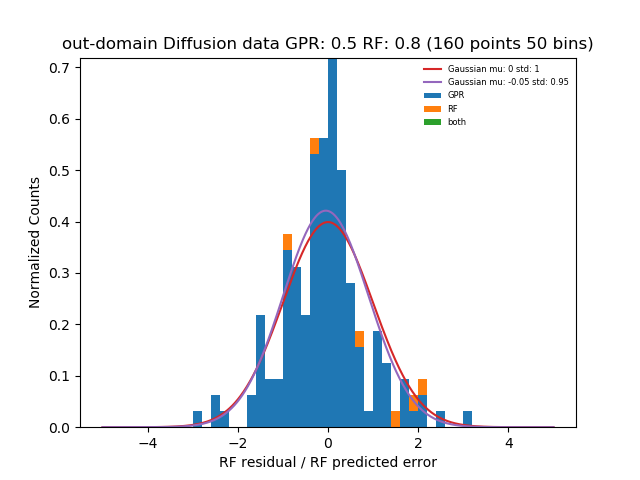 out-domain Diffusion data GPR: 0.5 RF: 0.8 (160 points 50 bins)
Gaussian mu: 0 std: 1
Gaussian mu: -0.05 std: 0.95
GPR
RF
both
Normalized Counts
0.7
0.6
0.5
0.4
0.3
0.2
0.1
0.0
−4 −2 0 2 4
RF residual / RF predicted error